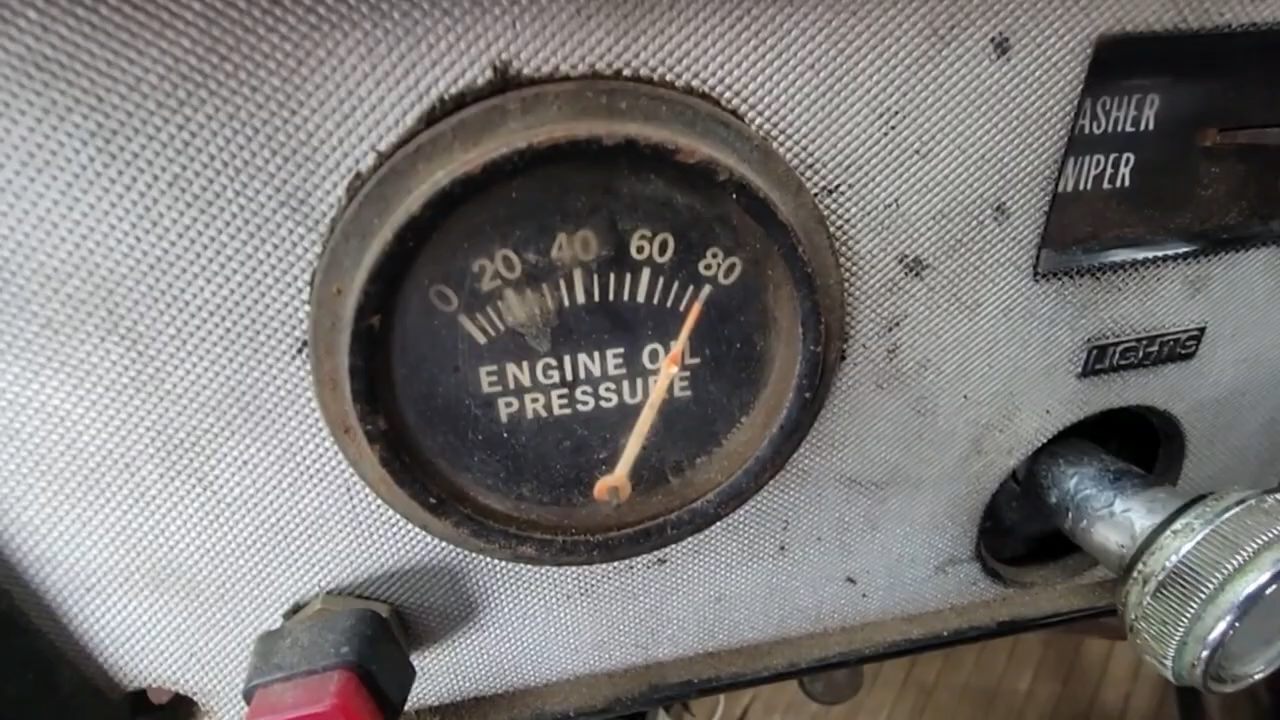 0 20 40 60 80
ENGINE OIL
PRESSURE
ASHER
WIPER
LIGHTS